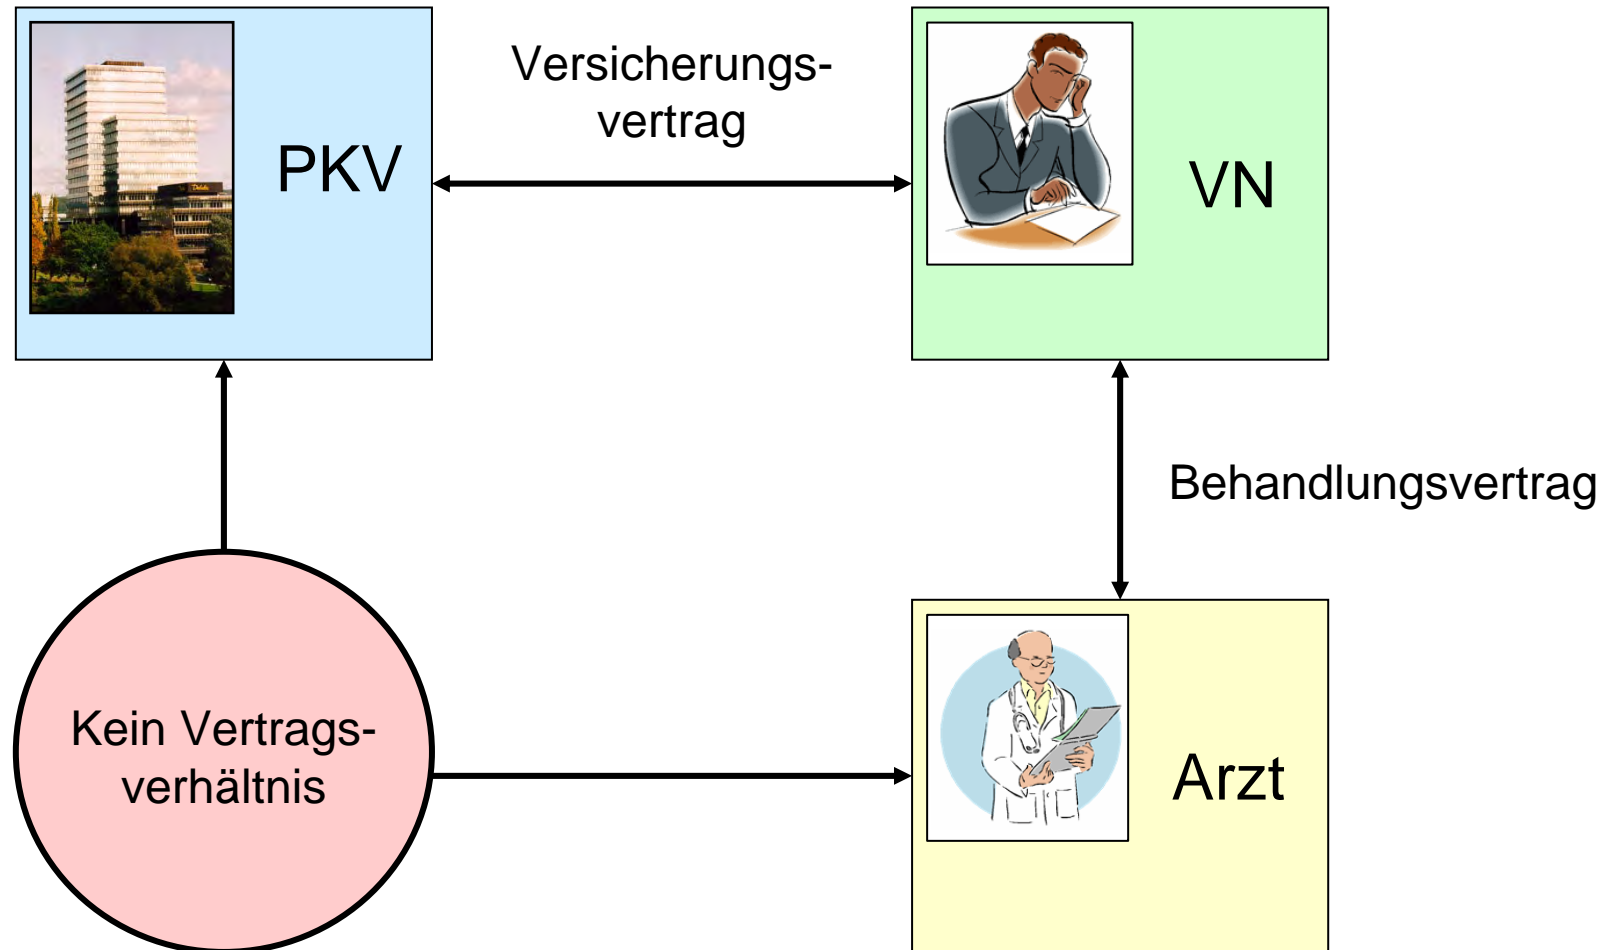 Versicherungs-
vertrag
PKV
VN
Behandlungsvertrag
Kein Vertrags-
verhältnis
Arzt